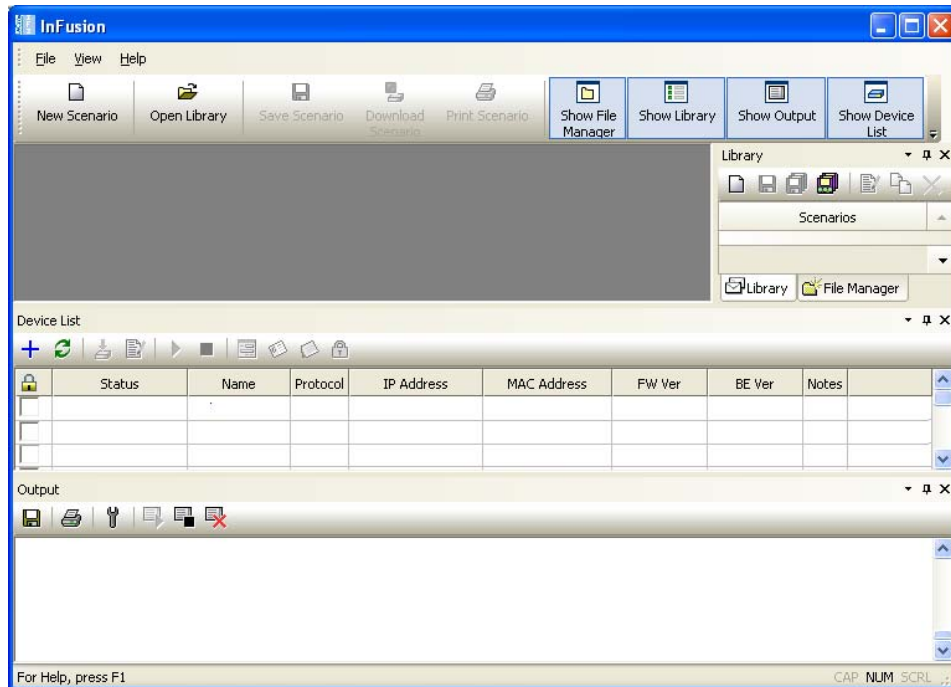 InFusion
File View Help
New Scenario Open Library Save Scenario Download Scenario Print Scenario Show File Manager Show Library Show Output Show Device List
Library
Scenarios
Library File Manager
Device List
Status Name Protocol IP Address MAC Address FW Ver BE Ver Notes
Output
For Help, press F1 CAP NUM SCRL